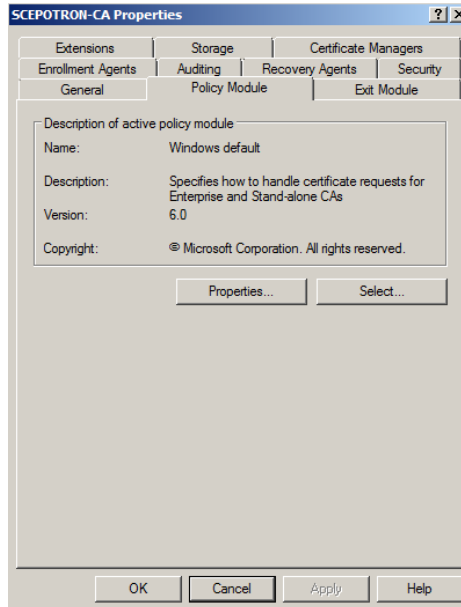 SCEPOTRON-CA Properties
Extensions Storage Certificate Managers
Enrollment Agents Auditing Recovery Agents Security
General Policy Module Exit Module
Description of active policy module
Name: Windows default
Description: Specifies how to handle certificate requests for
Enterprise and Stand-alone CAs
Version: 6.0
Copyright: © Microsoft Corporation. All rights reserved.
Properties... Select...
OK Cancel Apply Help